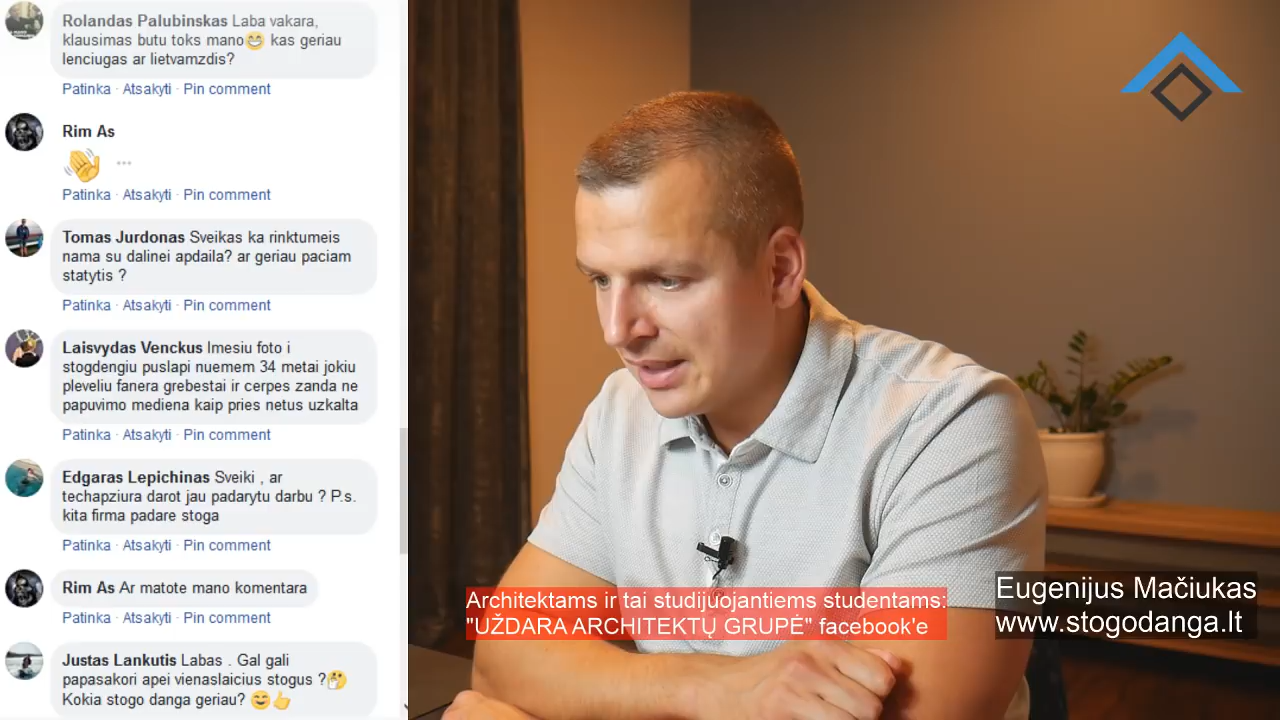 Rolandas Palubinskas Laba vakara,
klausimas butu toks mano😁 kas geriau
lenciugas ar lietvamzdis?
Patinka · Atsakyti · Pin comment
Rim As
👋
Patinka · Atsakyti · Pin comment
Tomas Jurdonas Sveikas ka rinktumeis
nama su dalinei apdaila? ar geriau paciam
statytis ?
Patinka · Atsakyti · Pin comment
Laisvydas Venckus Imesiu foto i
stogdengiu puslapi nuemem 34 metai jokiu
pleveliu fanera grebestai ir cerpes zanda ne
papuvimo mediena kaip pries netus uzkalta
Patinka · Atsakyti · Pin comment
Edgaras Lepichinas Sveiki , ar
techapziura darot jau padarytu darbu ? P.s.
kita firma padare stoga
Patinka · Atsakyti · Pin comment
Rim As Ar matote mano komentara
Patinka · Atsakyti · Pin comment
Justas Lankutis Labas . Gal gali
papasakori apei vienaslaicius stogus ?🤔
Kokia stogo danga geriau? 😊👍
Architektams ir tai studijuojantiems studentams:
"UŽDARA ARCHITEKTŲ GRUPĖ" facebook'e
Eugenijus Mačiukas
www.stogodanga.lt